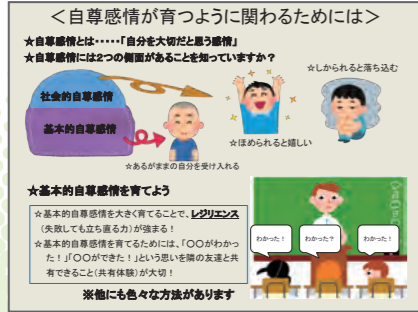 ＜自尊感情が育つように関わるためには＞
★自尊感情とは・・・・・「自分を大切だと思う感情」
★自尊感情には2つの側面があることを知っていますか？
☆しかられると落ち込む
社会的自尊感情
基本的自尊感情
☆ほめられると嬉しい
☆あるがままの自分を受け入れる
★基本的自尊感情を育てよう
☆基本的自尊感情を大きく育てることで、レジリエンス
（失敗しても立ち直る力）が強まる！
☆基本的自尊感情を育てるためには、「〇〇がわかっ
た！」「〇〇ができた！」という思いを隣の友達と共
有できること（共有体験）が大切！
わかった！
わかった？
わかった！
※他にも色々な方法があります